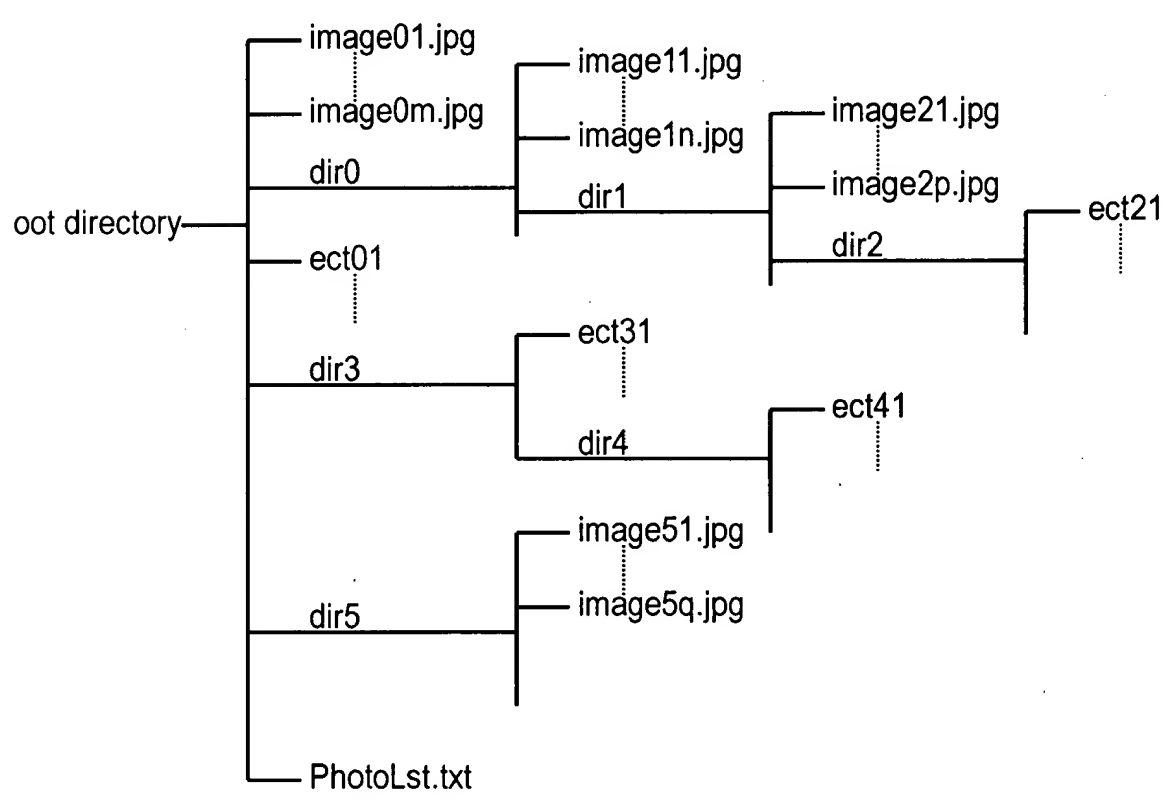 image01.jpg
image0m.jpg
dir0
image11.jpg
image1n.jpg
dir1
image21.jpg
image2p.jpg
dir2
ect21
oot directory
ect01
dir3
ect31
dir4
ect41
dir5
image51.jpg
image5q.jpg
PhotoLst.txt